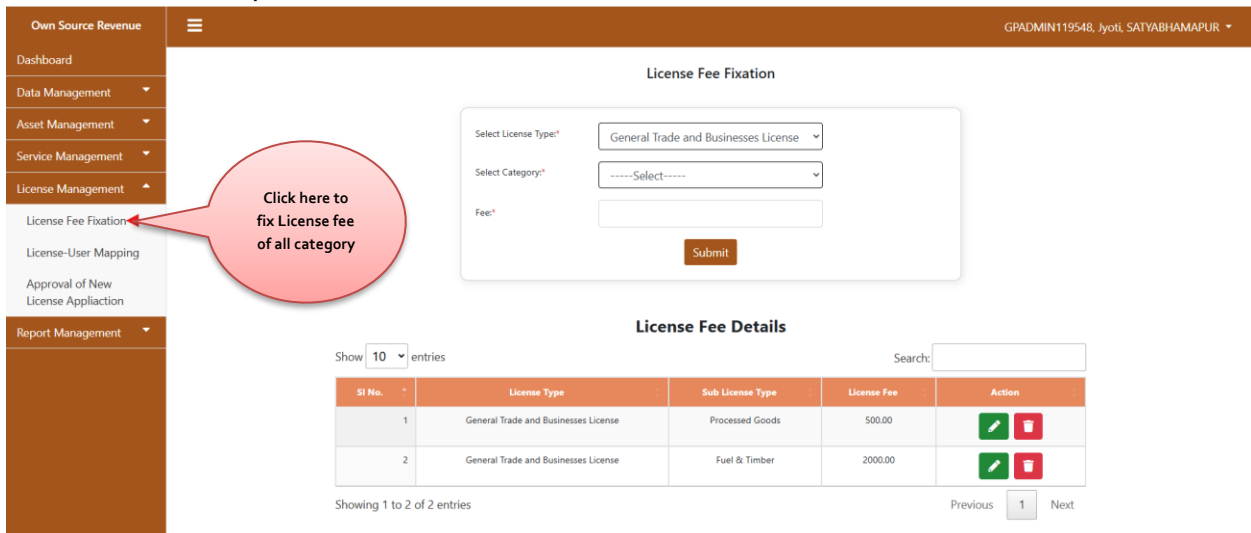 Own Source Revenue
GPADMIN119548, Jyoti, SATYABHAMAPUR
Dashboard
Data Management
Asset Management
Service Management
License Management
License Fee Fixation
License-User Mapping
Approval of New
License Appliaction
Report Management
Click here to
fix License fee
of all category
License Fee Fixation
Select License Type:*
General Trade and Businesses License
Select Category:*
-----Select-----
Fee:*
Submit
License Fee Details
Show 10 entries
Search:
Sl No. License Type Sub License Type License Fee Action
1 General Trade and Businesses License Processed Goods 500.00
2 General Trade and Businesses License Fuel & Timber 2000.00
Showing 1 to 2 of 2 entries
Previous 1 Next